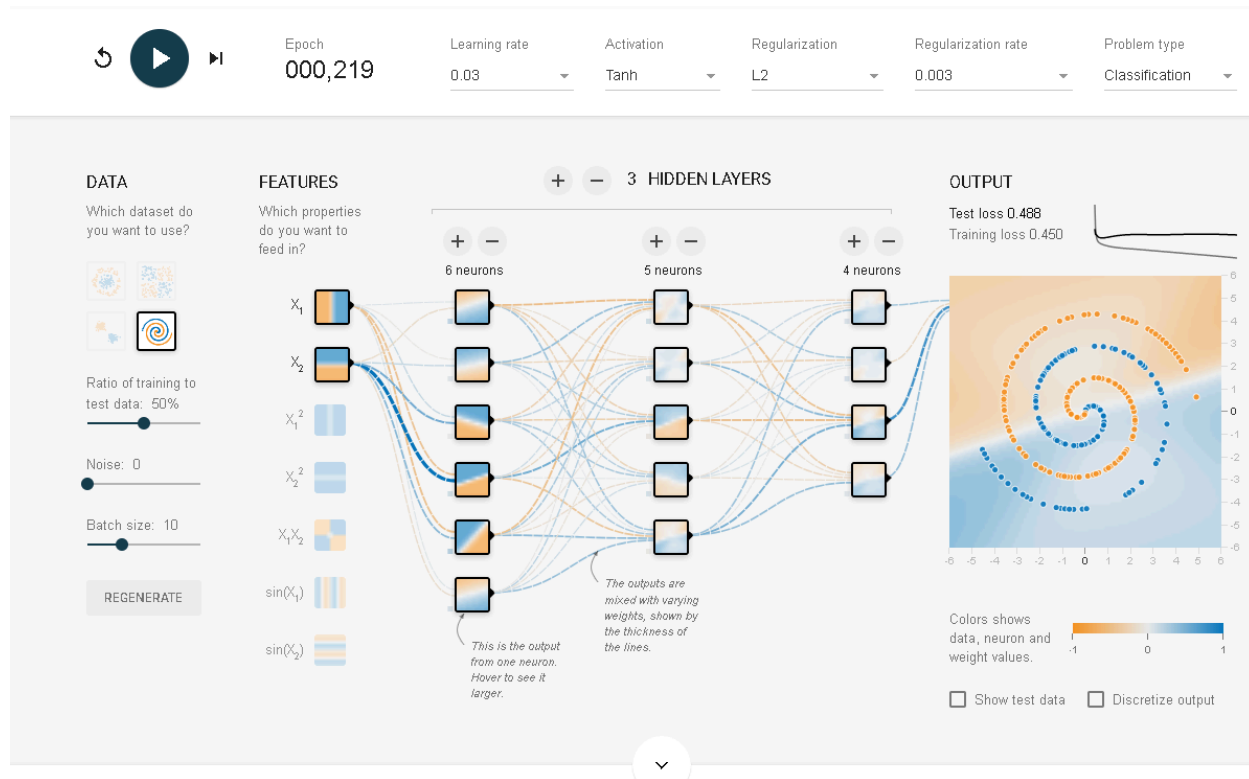 Epoch
000,219
Learning rate
0.03
Activation
Tanh
Regularization
L2
Regularization rate
0.003
Problem type
Classification
DATA
Which dataset do
you want to use?
Ratio of training to
test data: 50%
Noise: 0
Batch size: 10
REGENERATE
FEATURES
Which properties
do you want to
feed in?
X1
X2
X1²
X2²
X1X2
sin(X1)
sin(X2)
+ − 3 HIDDEN LAYERS
+ −
6 neurons
+ −
5 neurons
+ −
4 neurons
This is the output
from one neuron.
Hover to see it
larger.
The outputs are
mixed with varying
weights, shown by
the thickness of
the lines.
OUTPUT
Test loss 0.488
Training loss 0.450
6
5
4
3
2
1
0
-1
-2
-3
-4
-5
-6
-6 -5 -4 -3 -2 -1 0 1 2 3 4 5 6
Colors shows
data, neuron and
weight values.
-1 0 1
Show test data
Discretize output